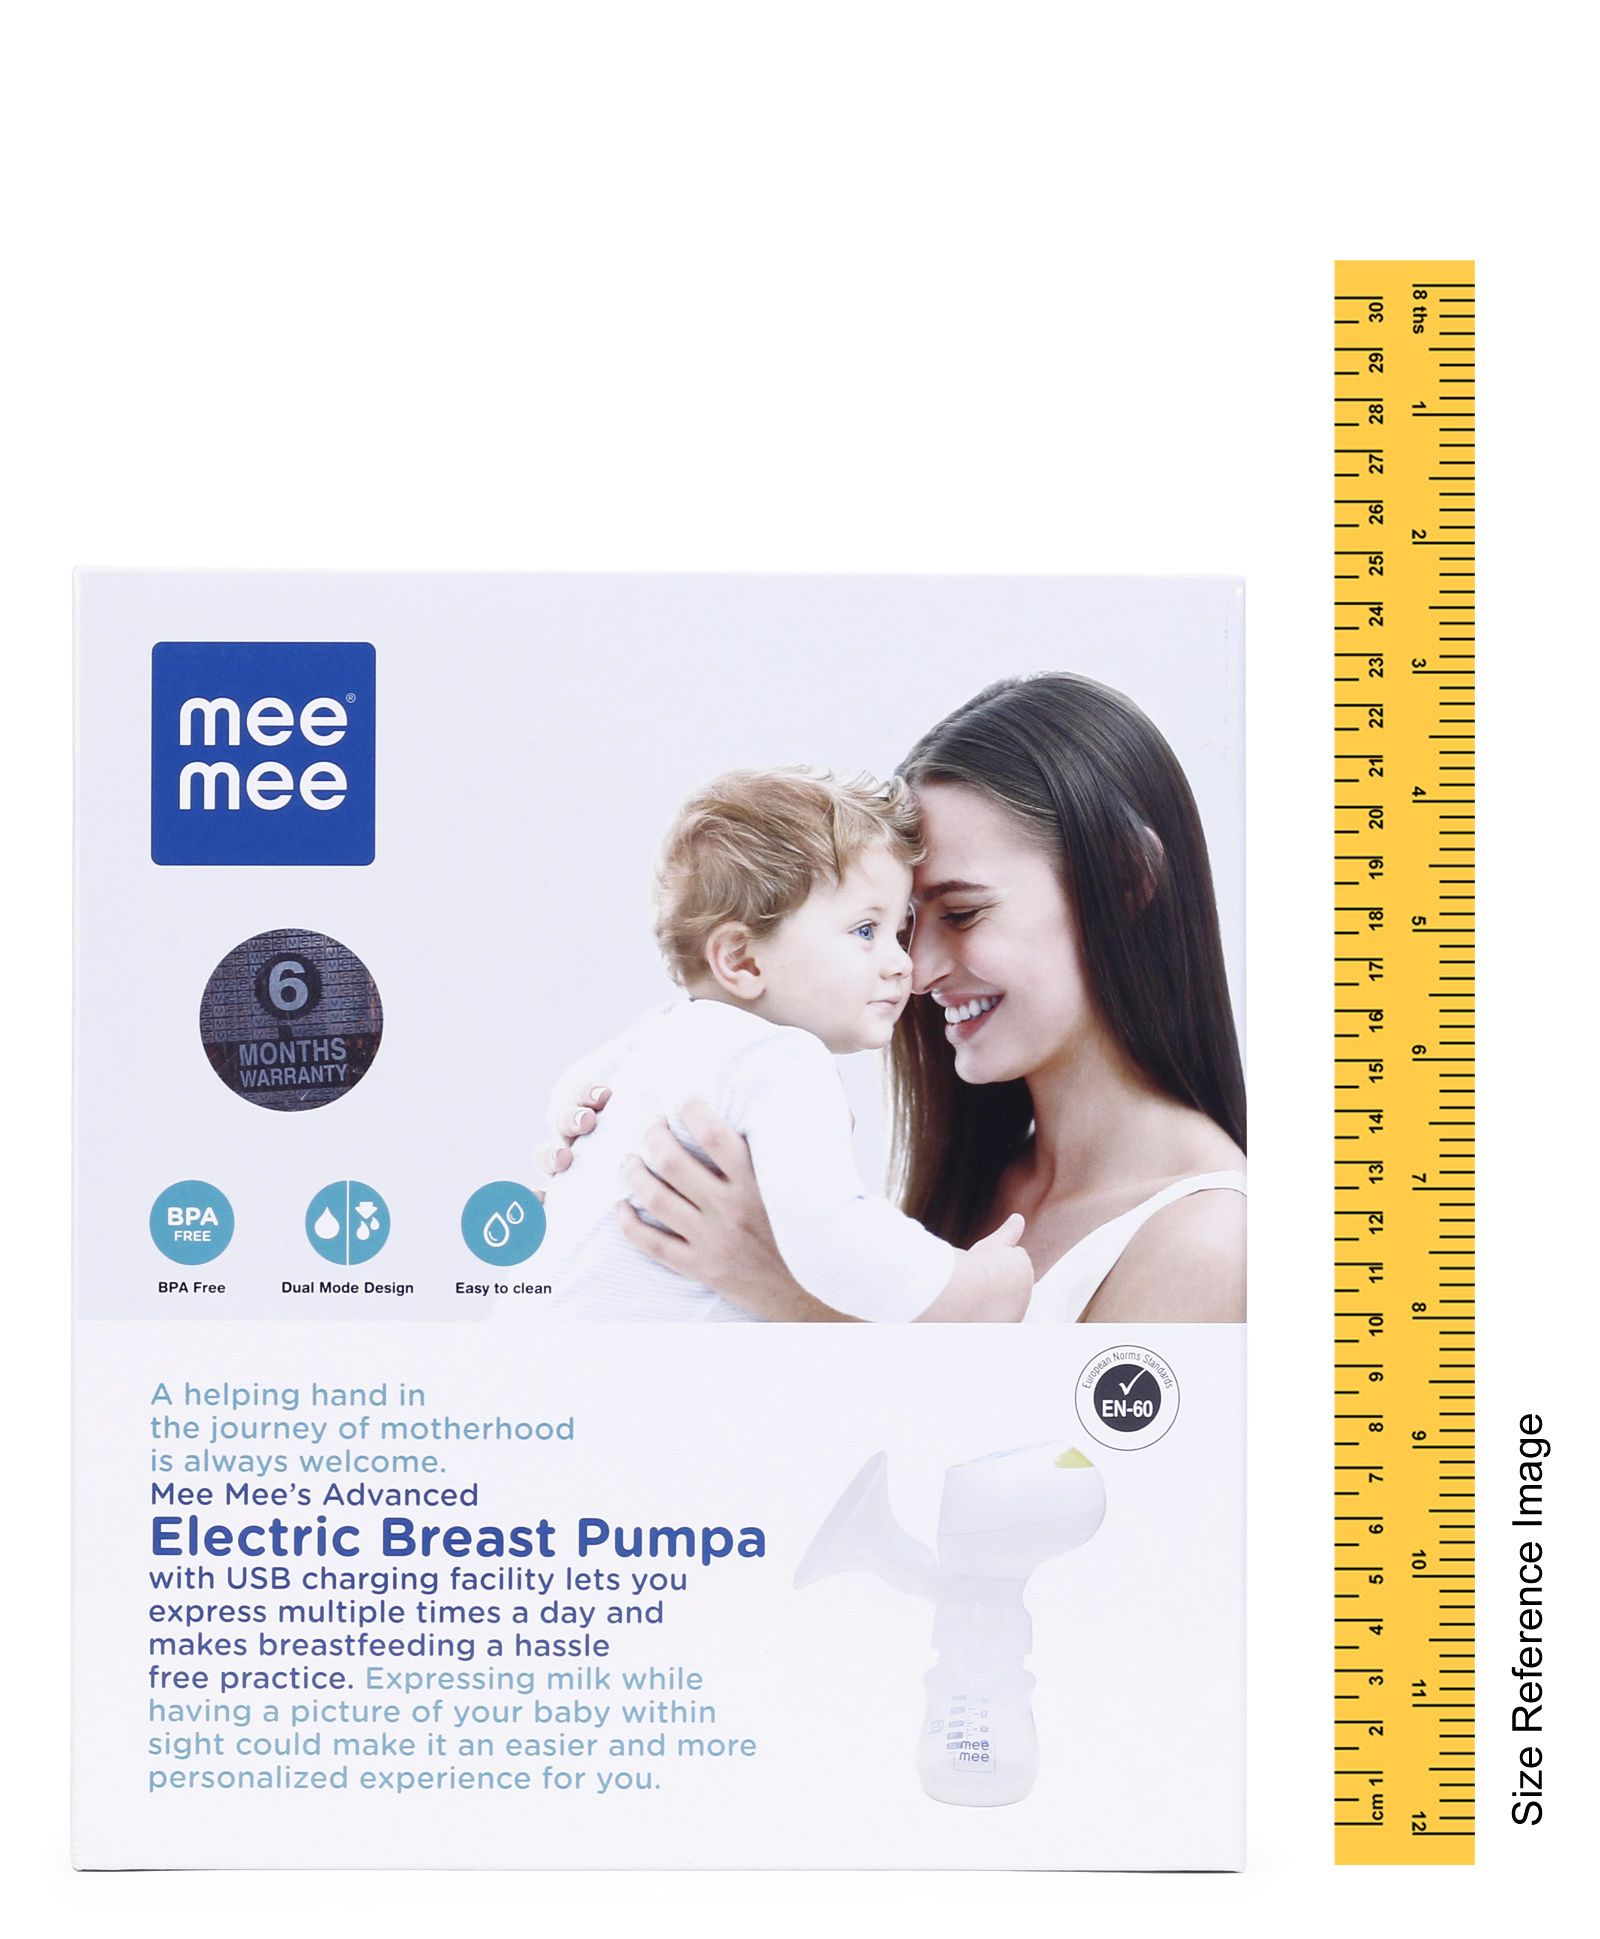 mee®
mee
6
MONTHS
WARRANTY
BPA
FREE
BPA Free
Dual Mode Design
Easy to clean
European Norms Standards
EN-60
A helping hand in
the journey of motherhood
is always welcome.
Mee Mee's Advanced
Electric Breast Pumpa
with USB charging facility lets you
express multiple times a day and
makes breastfeeding a hassle
free practice. Expressing milk while
having a picture of your baby within
sight could make it an easier and more
personalized experience for you.
mee
mee
30 29 28 27 26 25 24 23 22 21 20 19 18 17 16 15 14 13 12 11 10 9 8 7 6 5 4 3 2 1 cm
8 ths 1 2 3 4 5 6 7 8 9 10 11 12
Size Reference Image